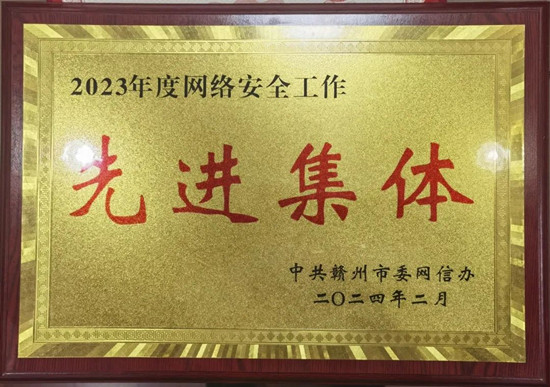 2023年度网络安全工作
先进集体
中共赣州市委网信办
二〇二四年二月